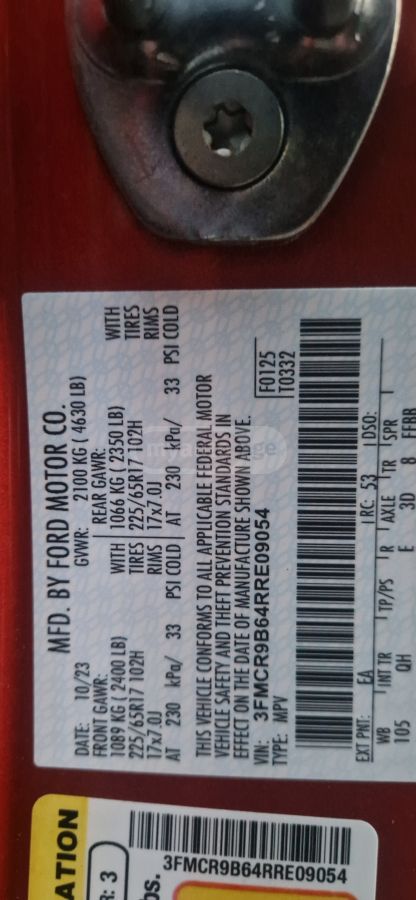 MFD. BY FORD MOTOR CO.
DATE: 10/23 GVWR: 2100 KG ( 4630 LB)
FRONT GAWR: REAR GAWR:
1089 KG ( 2400 LB) WITH 1066 KG ( 2350 LB) WITH
225/65R17 102H TIRES 225/65R17 102H TIRES
17x7.0J RIMS 17x7.0J RIMS
AT 230 kPa/ 33 PSI COLD AT 230 kPa/ 33 PSI COLD
THIS VEHICLE CONFORMS TO ALL APPLICABLE FEDERAL MOTOR
VEHICLE SAFETY AND THEFT PREVENTION STANDARDS IN
EFFECT ON THE DATE OF MANUFACTURE SHOWN ABOVE.
VIN: 3FMCR9B64RRE09054 F0125
TYPE: MPV T0332
EXT PNT: EA RC: 53 DSO:
WB INT TR TP/PS R AXLE TR SPR
105 QH E 3D 8 FFBB
ATION
R: 3
bs.
3FMCR9B64RRE09054